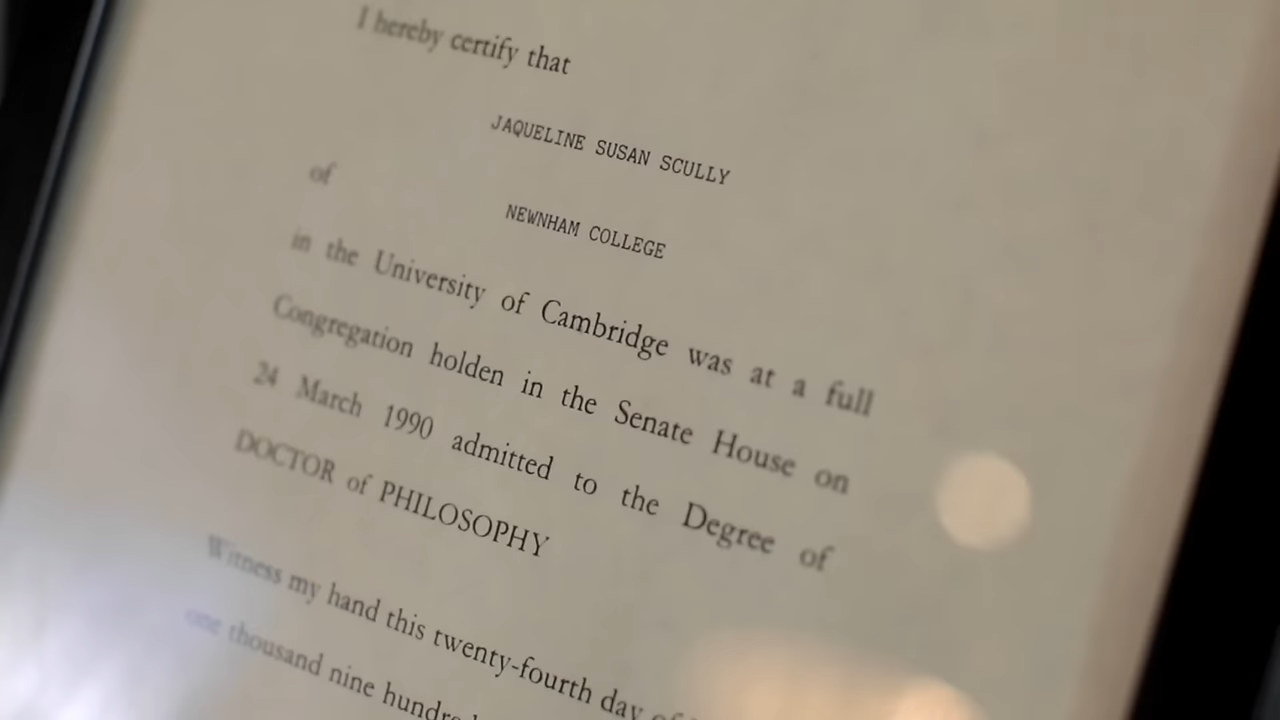 I hereby certify that
JAQUELINE SUSAN SCULLY
of
NEWNHAM COLLEGE
in the University of Cambridge was at a full
Congregation holden in the Senate House on
24 March 1990 admitted to the Degree of
DOCTOR of PHILOSOPHY
Witness my hand this twenty-fourth day of
one thousand nine hundred